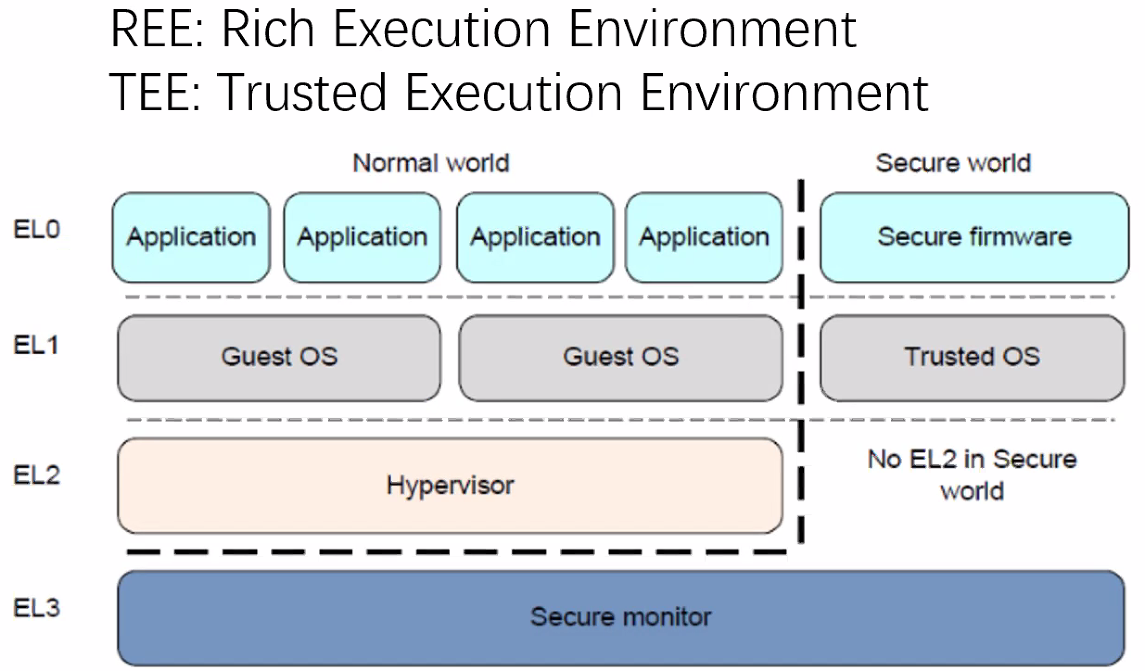 REE: Rich Execution Environment
TEE: Trusted Execution Environment
Normal world
Secure world
EL0
Application
Application
Application
Application
Secure firmware
EL1
Guest OS
Guest OS
Trusted OS
EL2
Hypervisor
No EL2 in Secure
world
EL3
Secure monitor